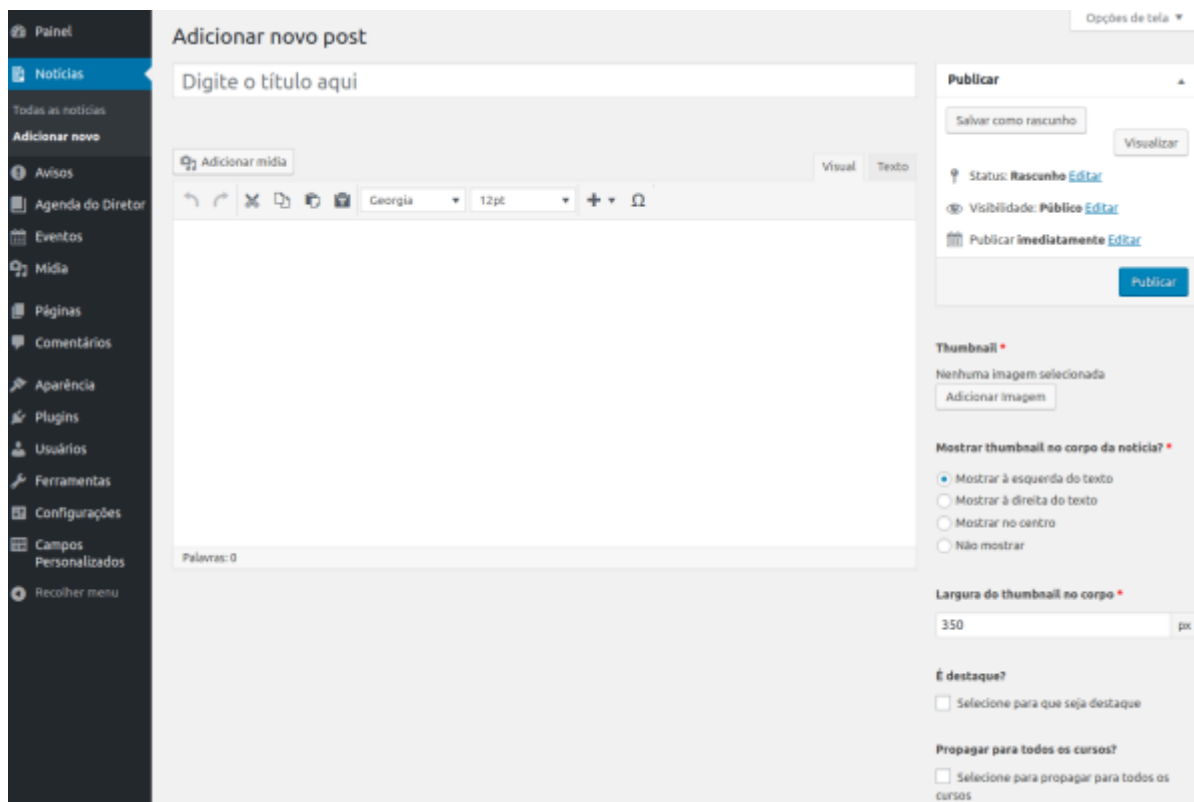 Opções de tela
Painel
Notícias
Todas as notícias
Adicionar novo
Avisos
Agenda do Diretor
Eventos
Mídia
Páginas
Comentários
Aparência
Plugins
Usuários
Ferramentas
Configurações
Campos
Personalizados
Recolher menu
Adicionar novo post
Digite o título aqui
Adicionar mídia
Visual Texto
Georgia 12pt Ω
Palavras: 0
Publicar
Salvar como rascunho
Visualizar
Status: Rascunho Editar
Visibilidade: Público Editar
Publicar imediatamente Editar
Publicar
Thumbnail *
Nenhuma imagem selecionada
Adicionar Imagem
Mostrar thumbnail no corpo da notícia? *
Mostrar à esquerda do texto
Mostrar à direita do texto
Mostrar no centro
Não mostrar
Largura do thumbnail no corpo *
350 px
É destaque?
Selecione para que seja destaque
Propagar para todos os cursos?
Selecione para propagar para todos os
cursos